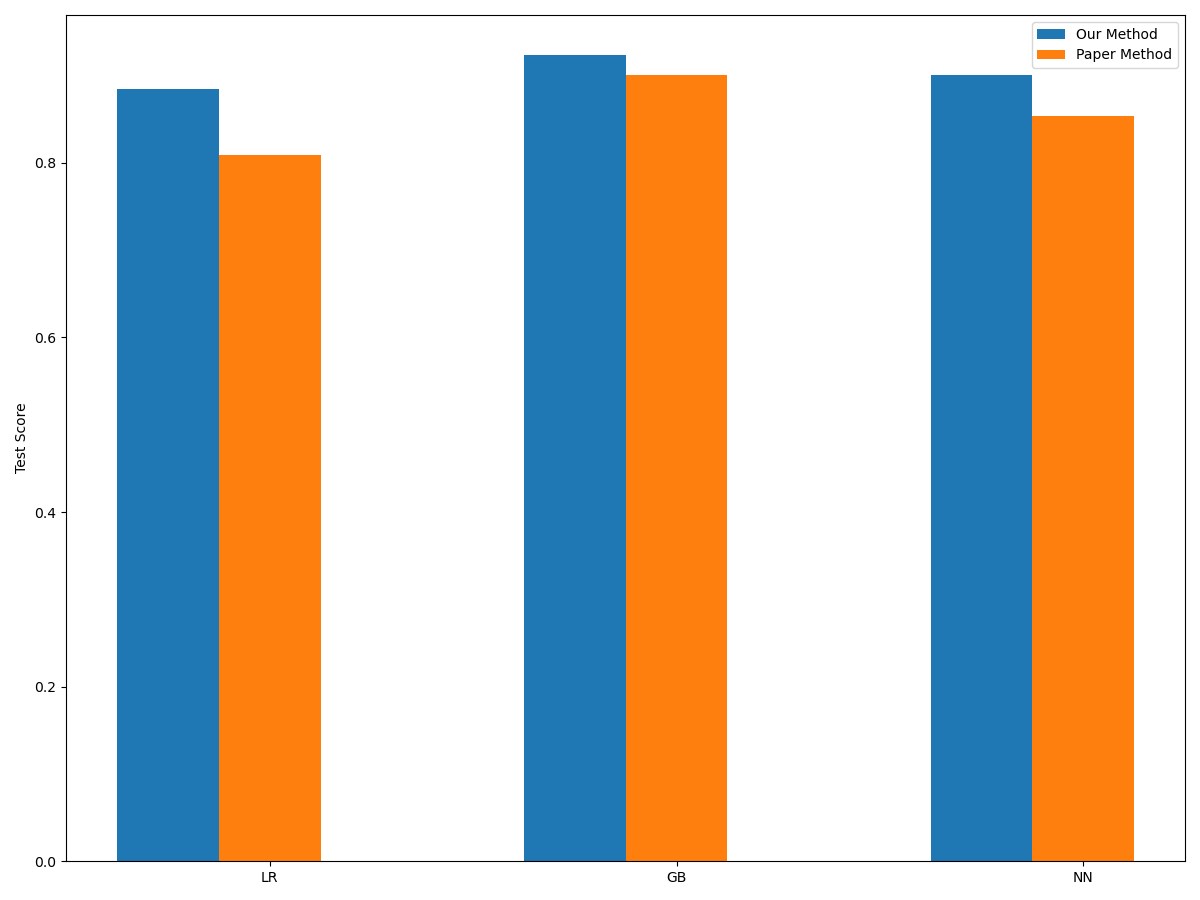 Our Method
Paper Method
Test Score
0.8
0.6
0.4
0.2
0.0
LR
GB
NN